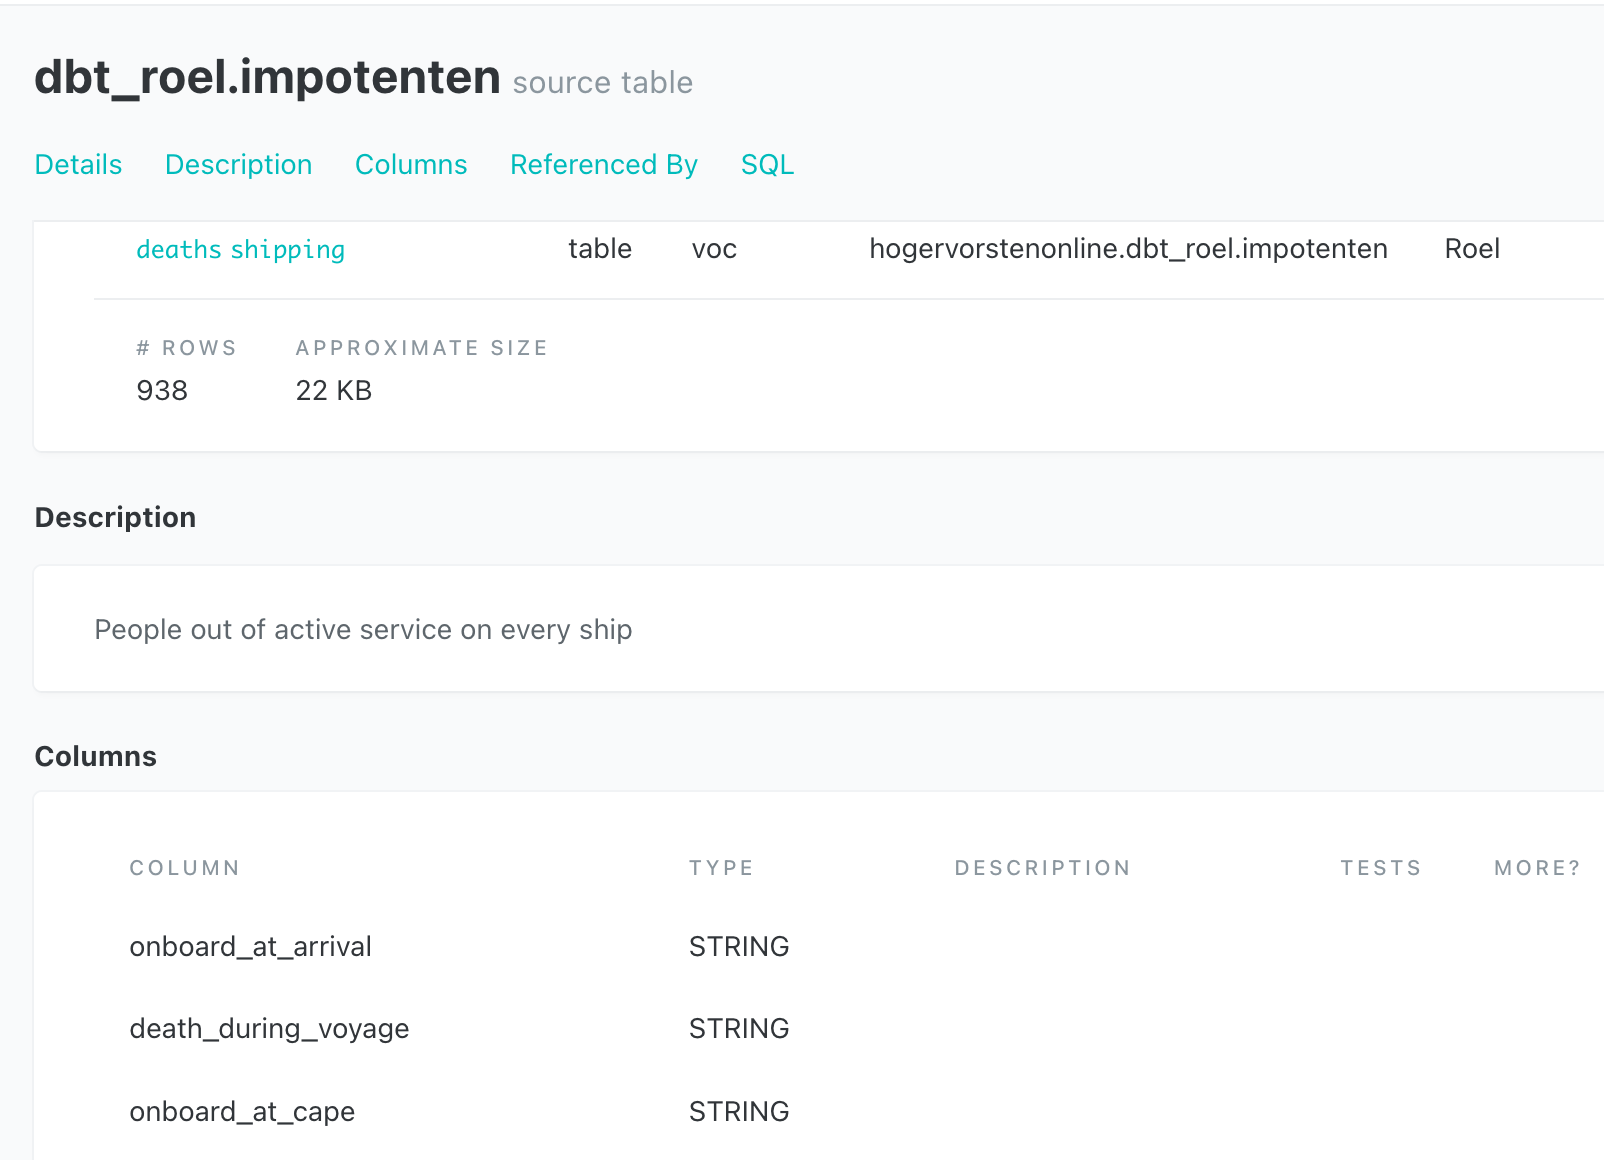 dbt_roel.impotenten source table
Details Description Columns Referenced By SQL
deaths shipping table voc hogervorstenonline.dbt_roel.impotenten Roel
# ROWS APPROXIMATE SIZE
938 22 KB
Description
People out of active service on every ship
Columns
COLUMN TYPE DESCRIPTION TESTS MORE?
onboard_at_arrival STRING
death_during_voyage STRING
onboard_at_cape STRING